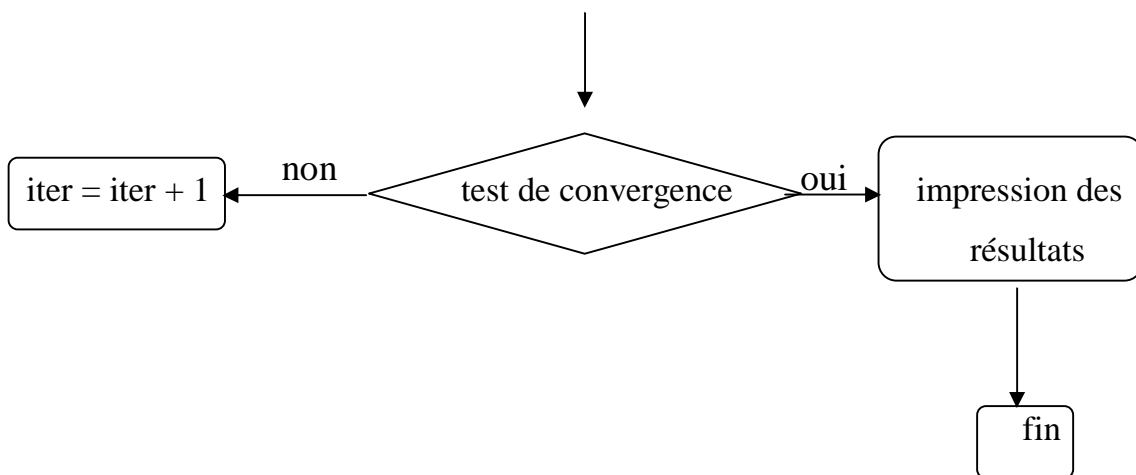 iter = iter + 1
non
test de convergence
oui
impression des
résultats
fin